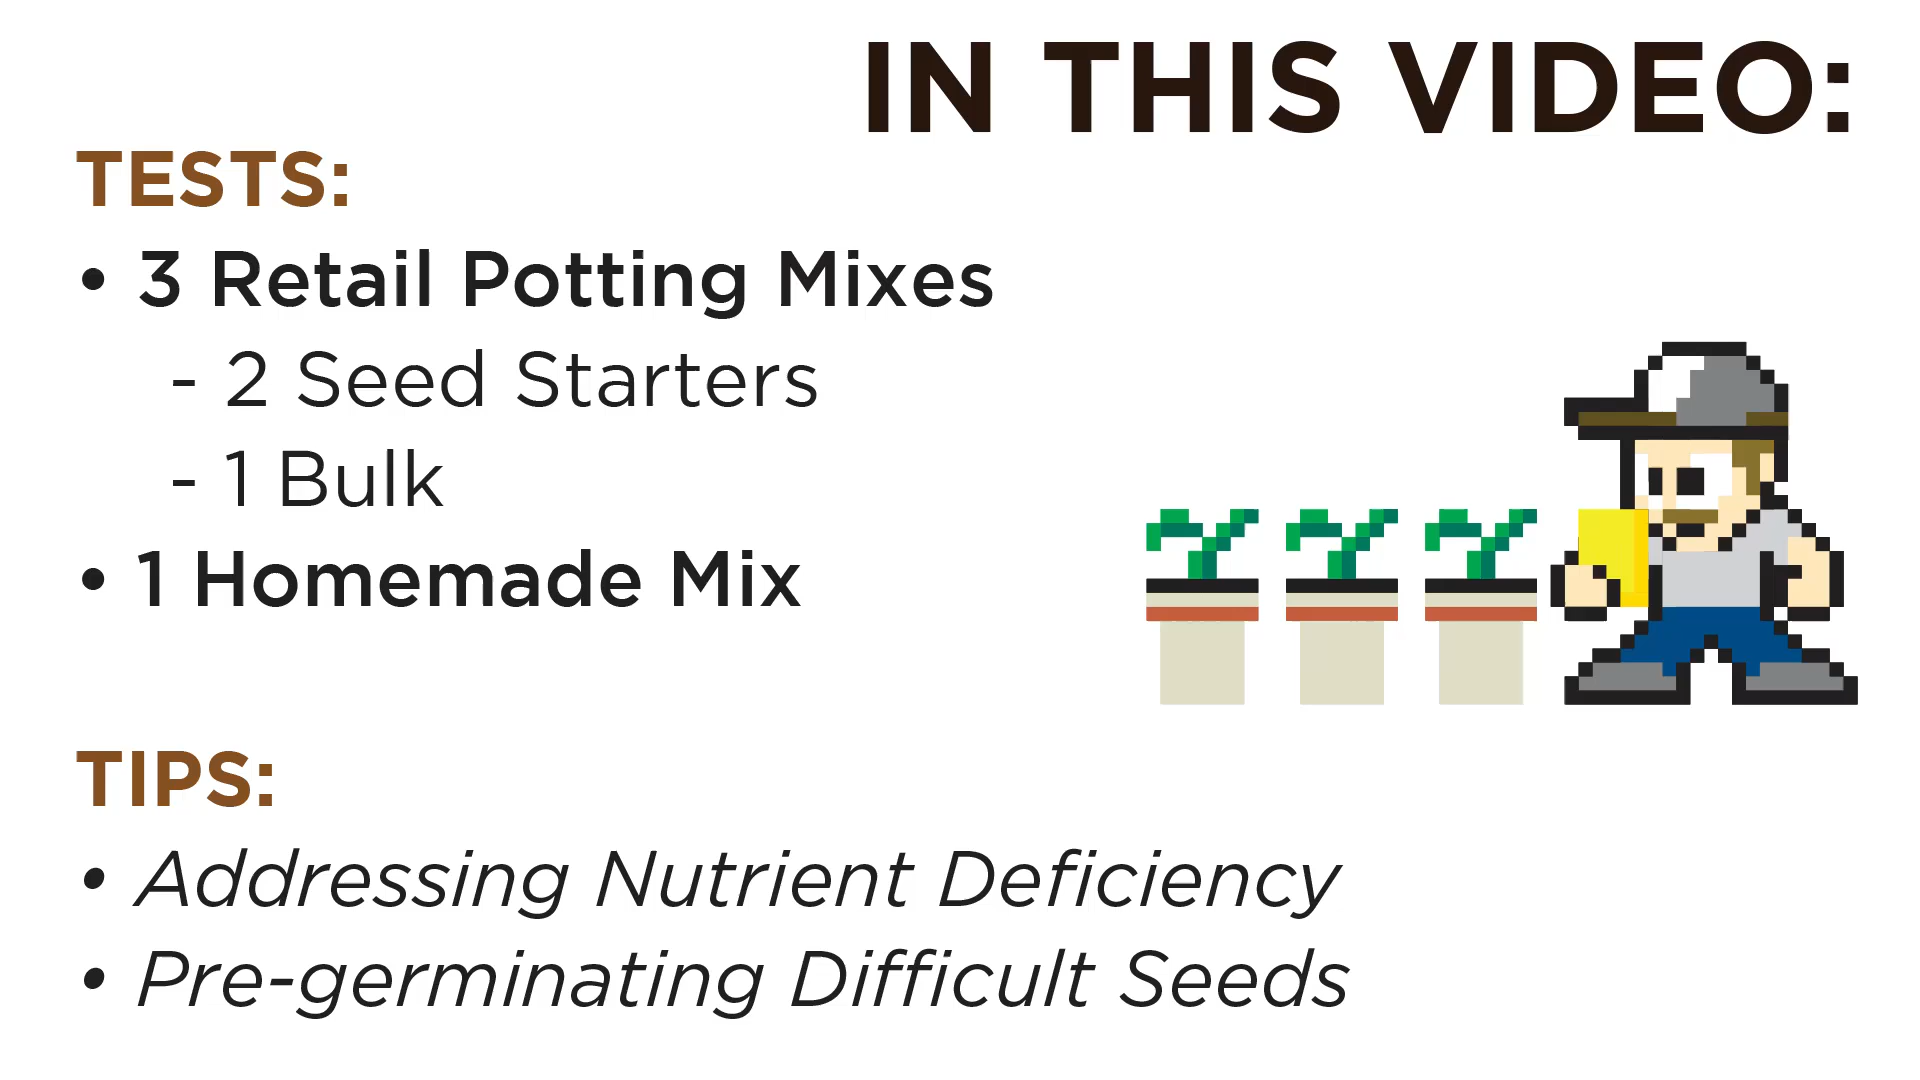 IN THIS VIDEO:
TESTS:
• 3 Retail Potting Mixes
- 2 Seed Starters
- 1 Bulk
• 1 Homemade Mix
TIPS:
• Addressing Nutrient Deficiency
• Pre-germinating Difficult Seeds